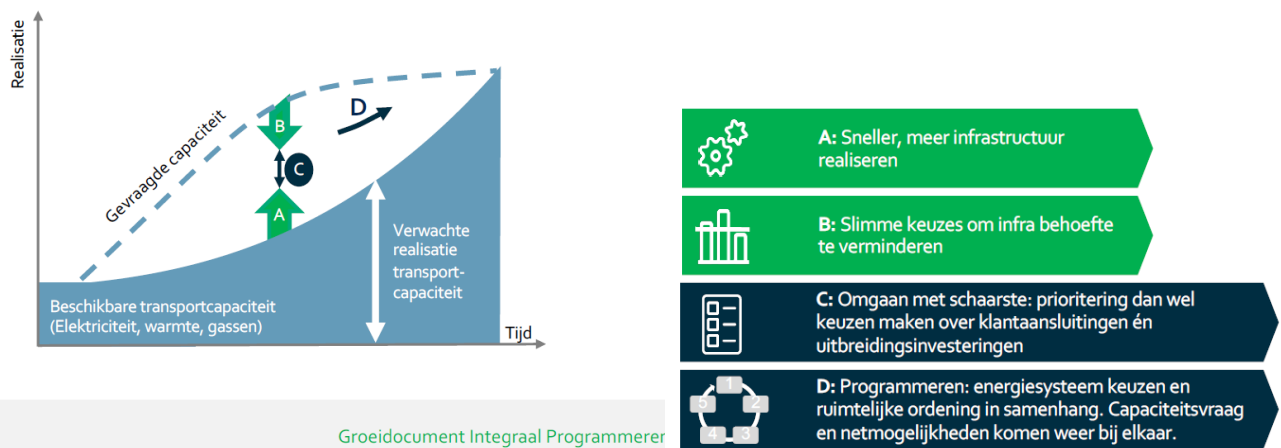 Realisatie
Gevraagde capaciteit
B
D
C
A
Verwachte
realisatie
transport-
capaciteit
Beschikbare transportcapaciteit
(Elektriciteit, warmte, gassen)
Tijd
Groeidocument Integraal Programmeren
A: Sneller, meer infrastructuur
realiseren
B: Slimme keuzes om infra behoefte
te verminderen
C: Omgaan met schaarste: prioritering dan wel
keuzen maken over klantaansluitingen én
uitbreidingsinvesteringen
1
2
3
4
5
D: Programmeren: energiesysteem keuzen en
ruimtelijke ordening in samenhang. Capaciteitsvraag
en netmogelijkheden komen weer bij elkaar.